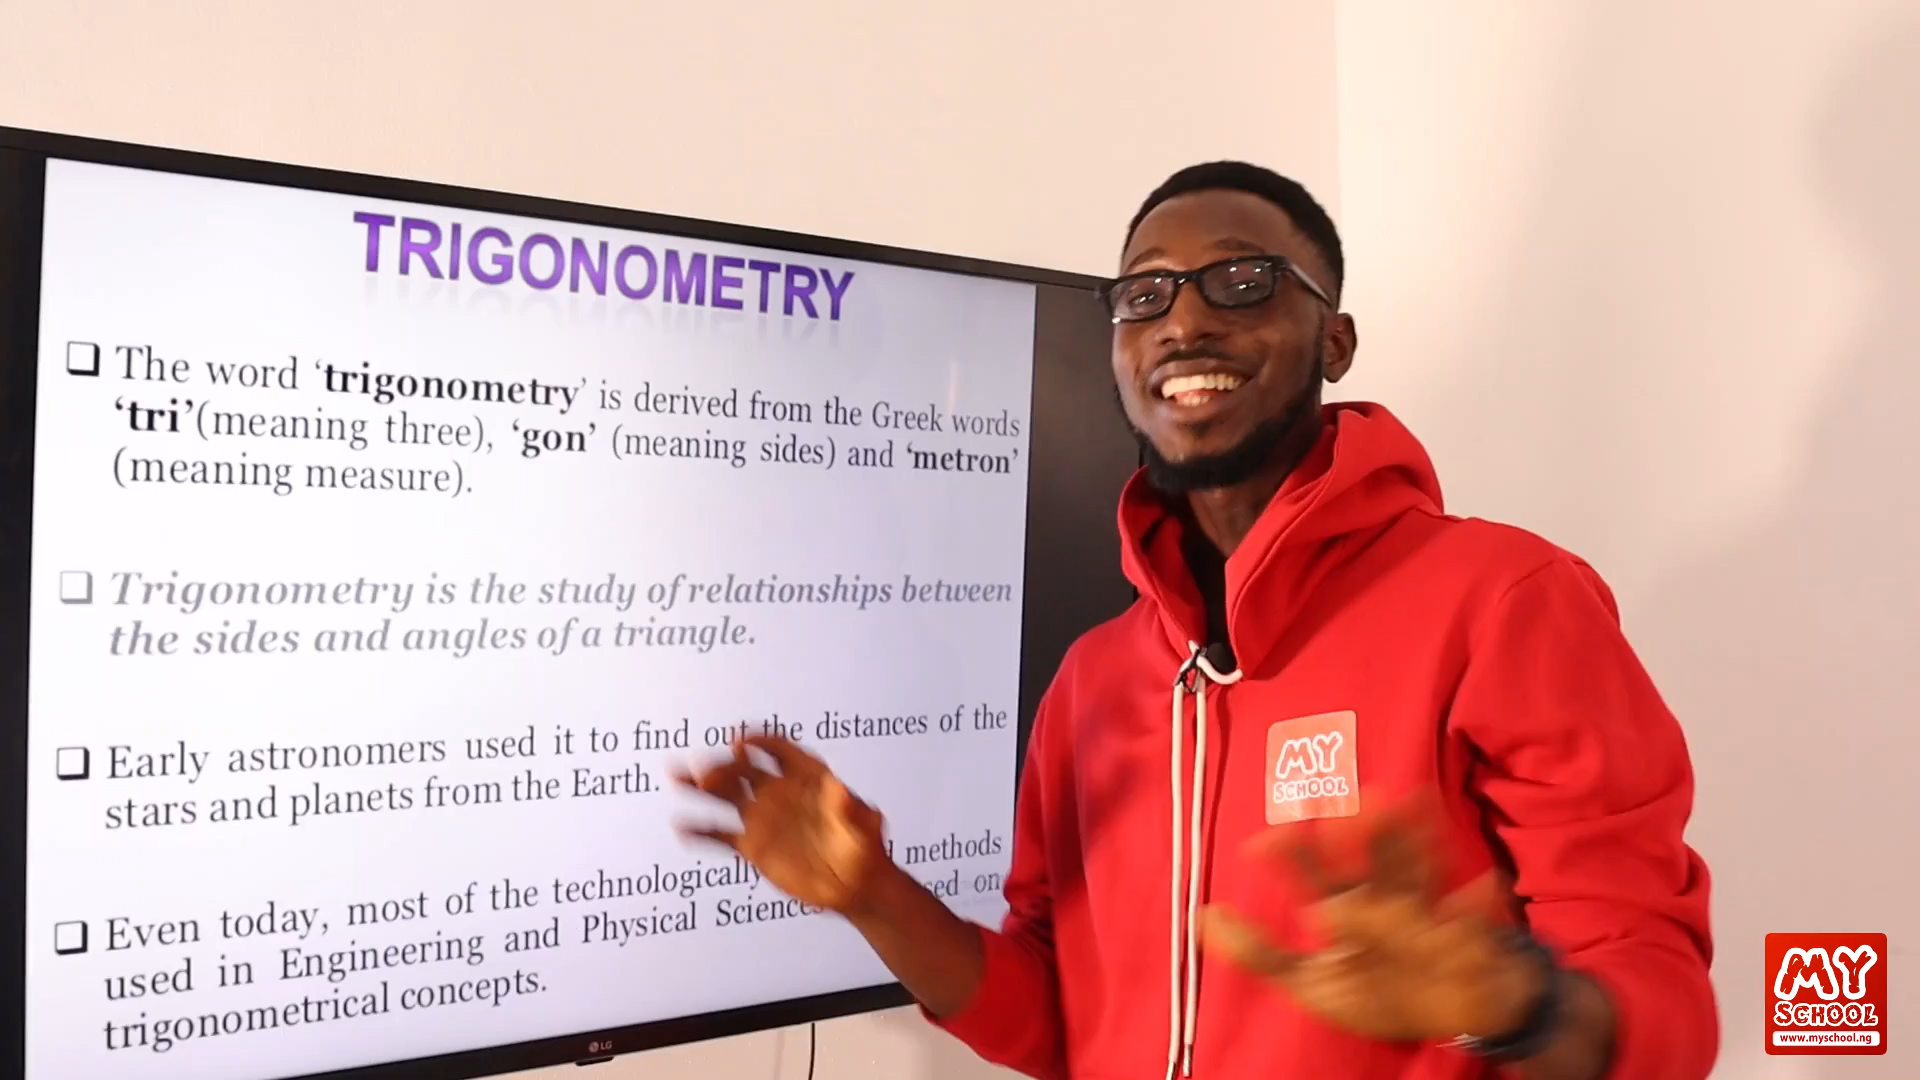 TRIGONOMETRY
❑ The word ‘trigonometry’ is derived from the Greek words
‘tri’(meaning three), ‘gon’ (meaning sides) and ‘metron’
(meaning measure).
❑ Trigonometry is the study of relationships between
the sides and angles of a triangle.
❑ Early astronomers used it to find out the distances of the
stars and planets from the Earth.
❑ Even today, most of the technologically methods
used in Engineering and Physical on
trigonometrical concepts.
LG
MY
SCHOOL
MY
SCHOOL
www.myschool.ng